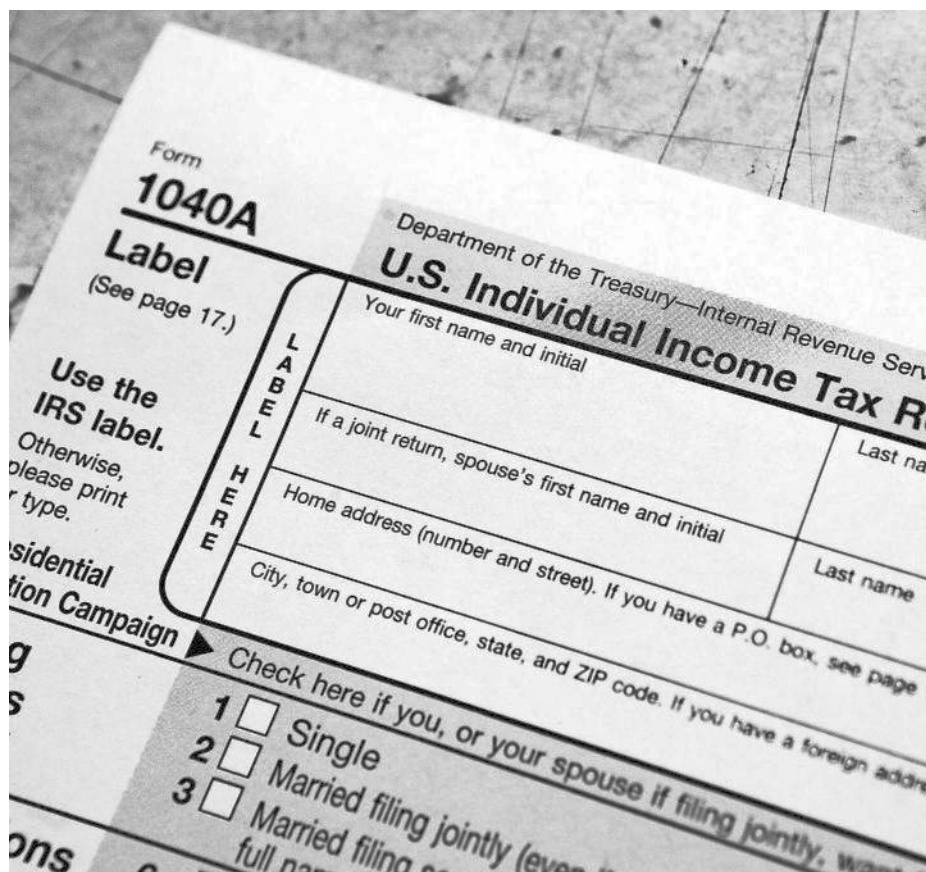 Form
1040A
Department of the Treasury—Internal Revenue
U.S. Individual Income Tax
Label
(See page 17.)
Use the
IRS label.
Otherwise,
please print
type.
LABEL HERE
Your first name and initial
Last
If a joint return, spouse's first name and initial
Last name
Home address (number and street). If you have a P.O. box, see page
City, town or post office, state, and ZIP code. If you have a foreign
Campaign
Check here if you, or your spouse if filing jointly,
1 Single
2 Married filing jointly
3 Married filing
full